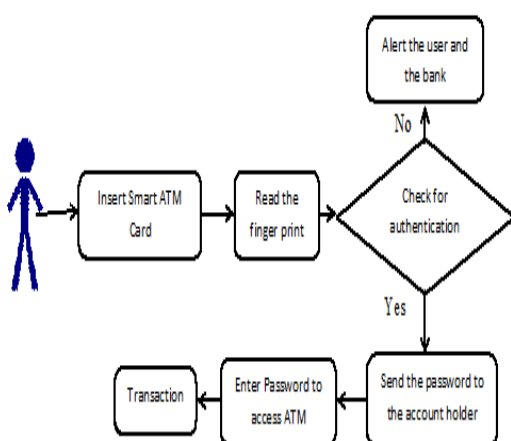 Alert the user and
the bank
No
Insert Smart ATM
Card
Read the
finger print
Check for
authentication
Yes
Send the password to
the account holder
Enter Password to
access ATM
Transaction